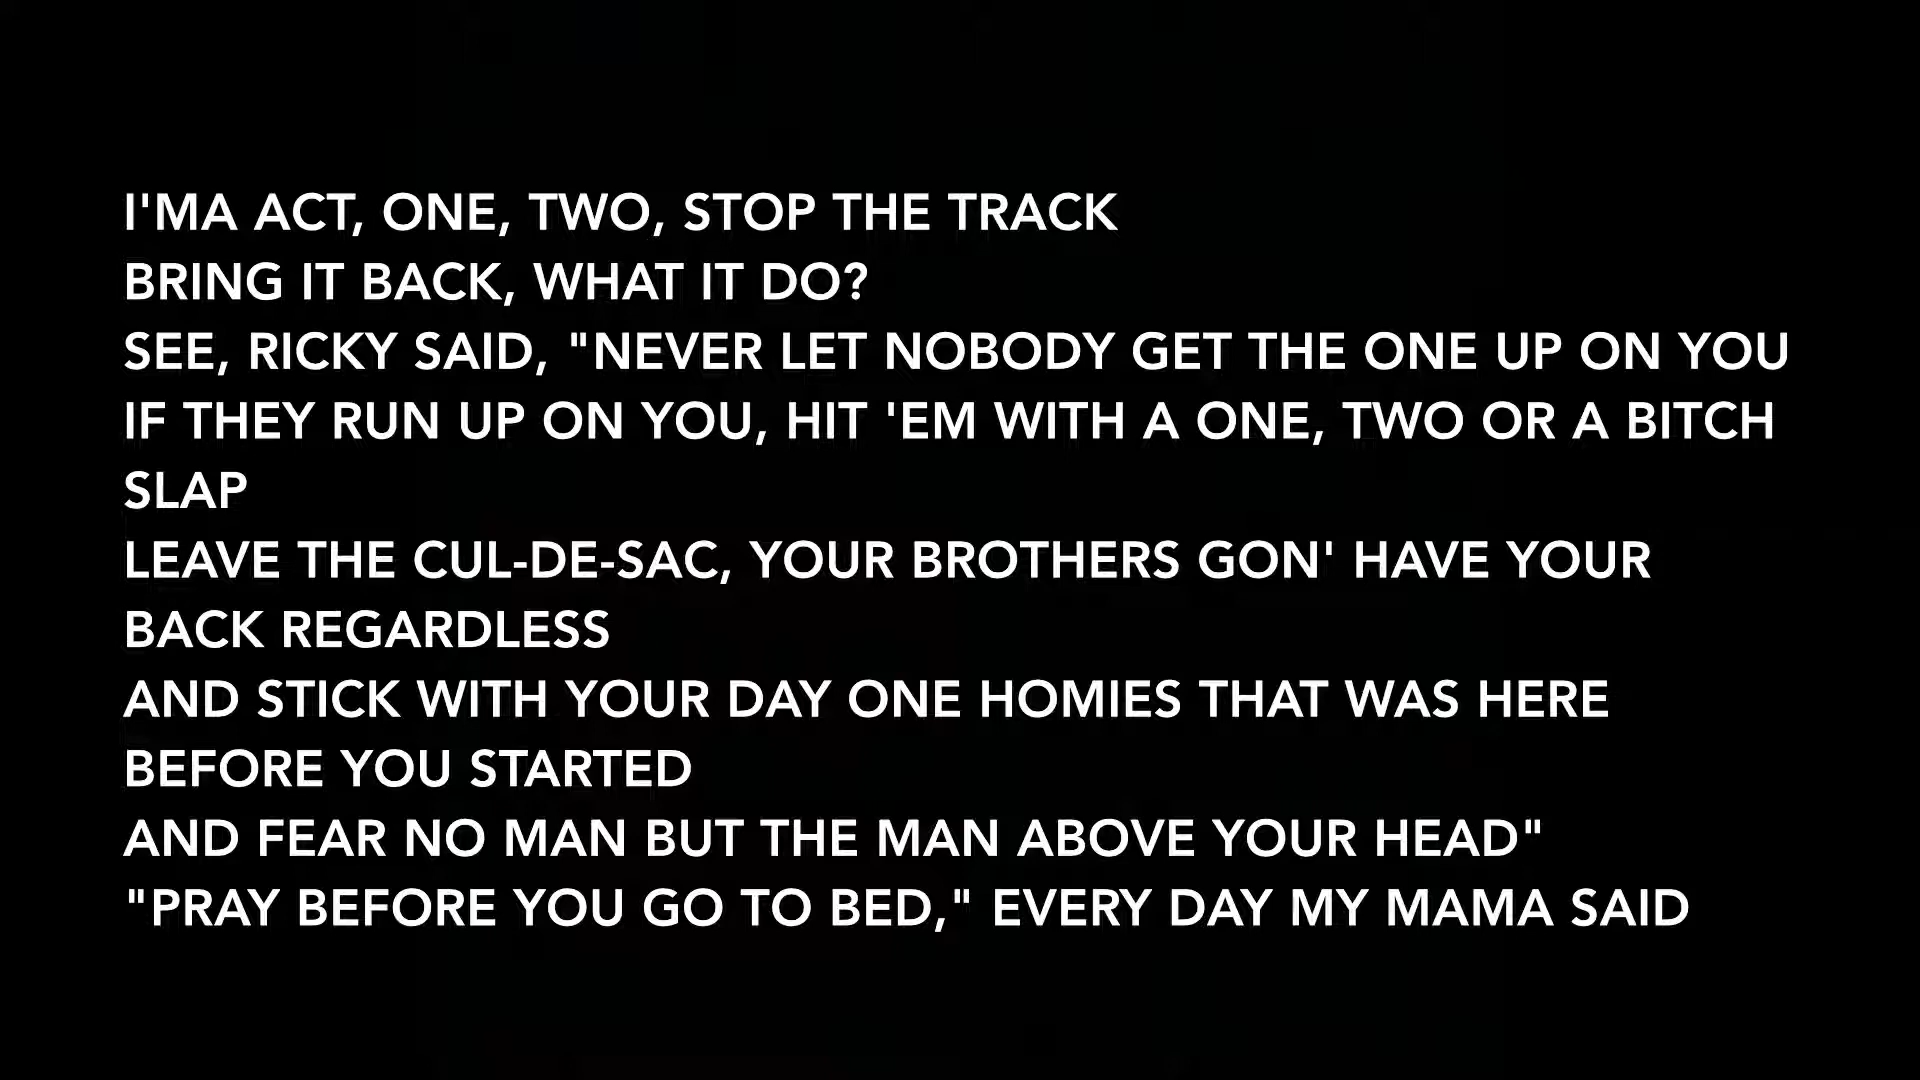 I'MA ACT, ONE, TWO, STOP THE TRACK
BRING IT BACK, WHAT IT DO?
SEE, RICKY SAID, "NEVER LET NOBODY GET THE ONE UP ON YOU
IF THEY RUN UP ON YOU, HIT 'EM WITH A ONE, TWO OR A BITCH
SLAP
LEAVE THE CUL-DE-SAC, YOUR BROTHERS GON' HAVE YOUR
BACK REGARDLESS
AND STICK WITH YOUR DAY ONE HOMIES THAT WAS HERE
BEFORE YOU STARTED
AND FEAR NO MAN BUT THE MAN ABOVE YOUR HEAD"
"PRAY BEFORE YOU GO TO BED," EVERY DAY MY MAMA SAID